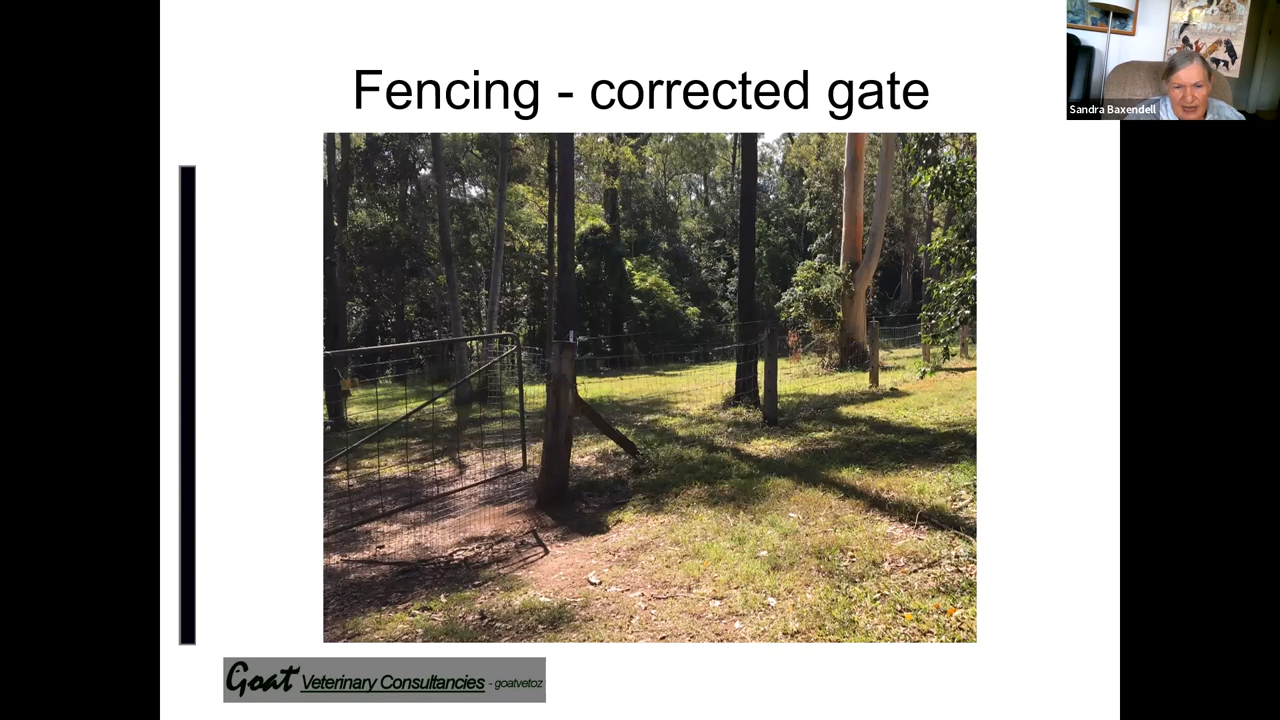 Fencing - corrected gate
Sandra Baxendell
Goat Veterinary Consultancies - goatvetoz